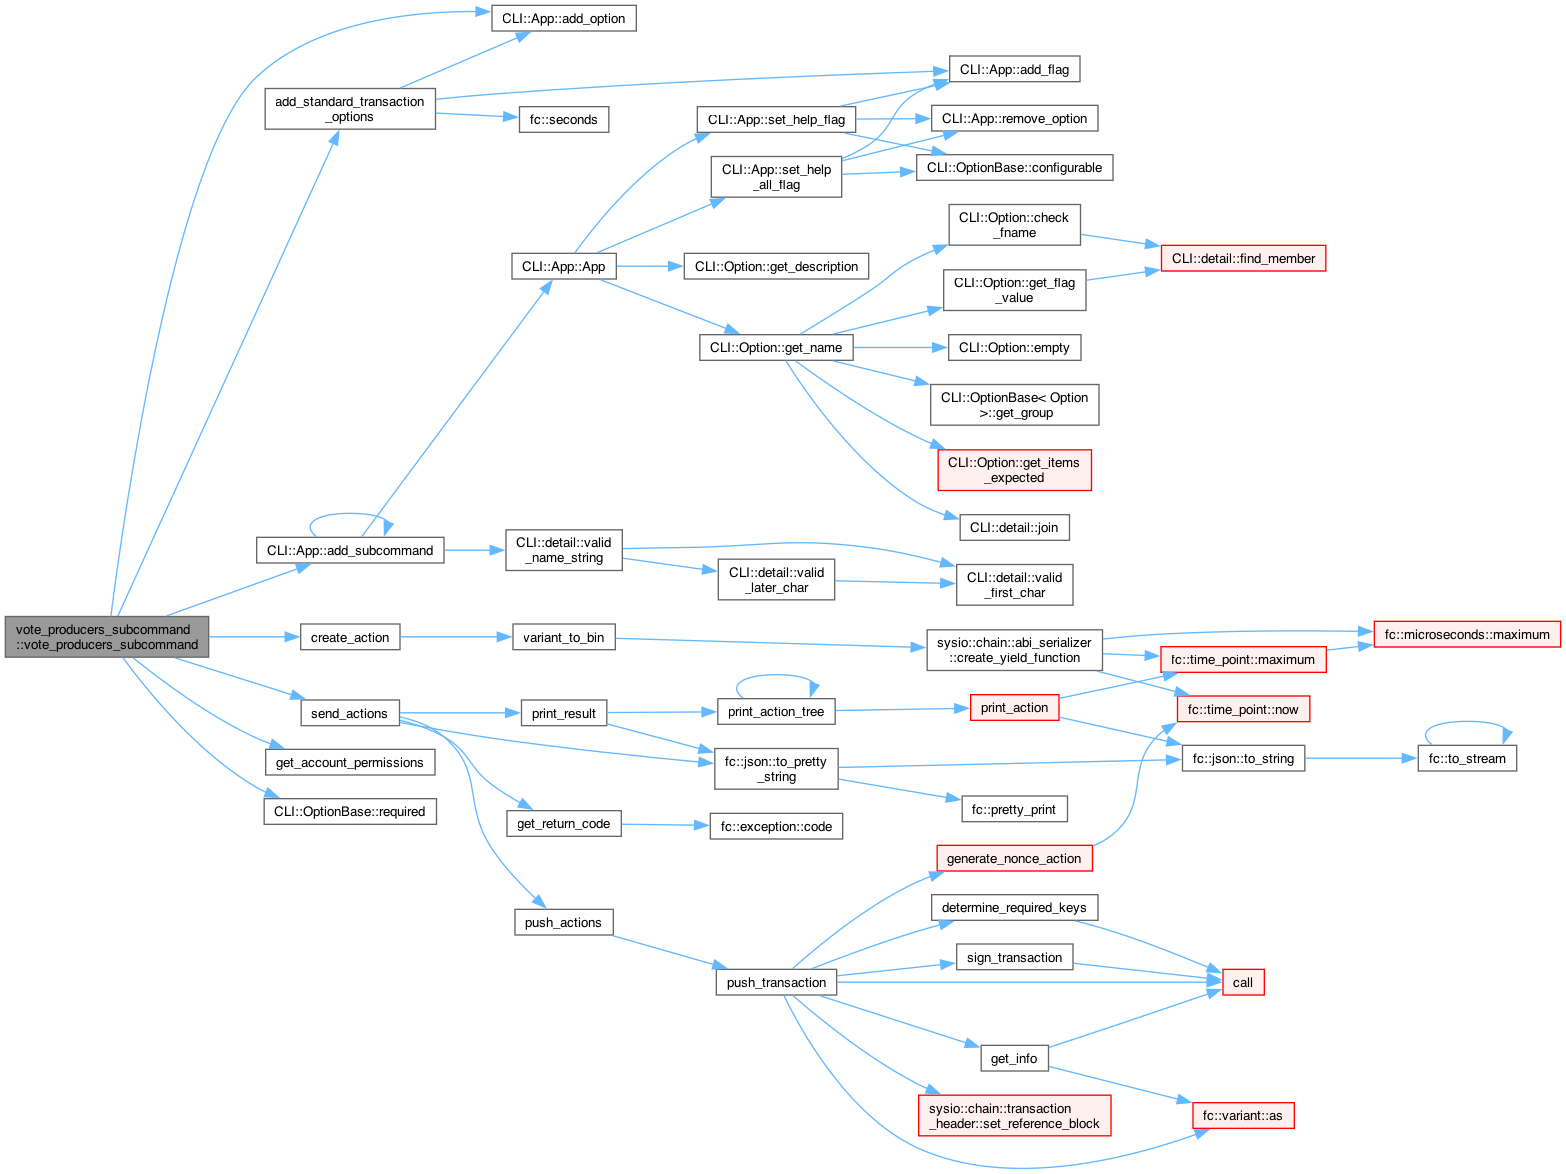 CLI::App::add_option
CLI::App::add_flag
add_standard_transaction
_options
fc::seconds
CLI::App::set_help_flag
CLI::App::remove_option
CLI::App::set_help
_all_flag
CLI::OptionBase::configurable
CLI::Option::check
_fname
CLI::detail::find_member
CLI::App::App
CLI::Option::get_description
CLI::Option::get_flag
_value
CLI::Option::get_name
CLI::Option::empty
CLI::OptionBase< Option
>::get_group
CLI::Option::get_items
_expected
CLI::detail::join
CLI::App::add_subcommand
CLI::detail::valid
_name_string
CLI::detail::valid
_later_char
CLI::detail::valid
_first_char
vote_producers_subcommand
::vote_producers_subcommand
create_action
variant_to_bin
sysio::chain::abi_serializer
::create_yield_function
fc::microseconds::maximum
fc::time_point::maximum
fc::time_point::now
send_actions
print_result
print_action_tree
print_action
get_account_permissions
fc::json::to_pretty
_string
fc::json::to_string
fc::to_stream
CLI::OptionBase::required
get_return_code
fc::exception::code
fc::pretty_print
generate_nonce_action
push_actions
determine_required_keys
sign_transaction
push_transaction
call
get_info
sysio::chain::transaction
_header::set_reference_block
fc::variant::as